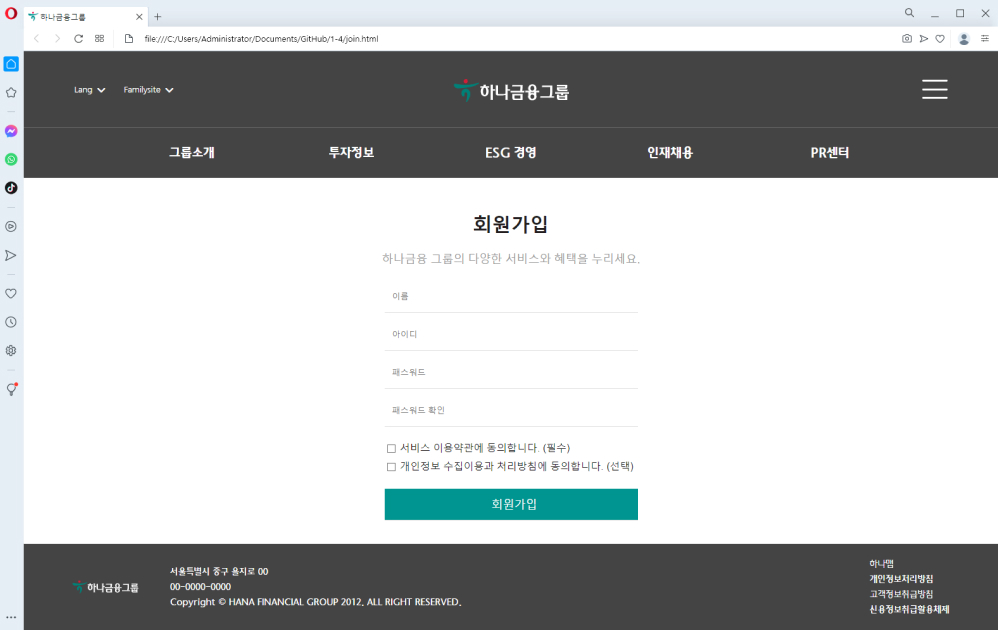 하나금융그룹
file:///C:/Users/Administrator/Documents/GitHub/1-4/join.html
Lang Familysite 하나금융그룹
그룹소개 투자정보 ESG 경영 인재채용 PR센터
회원가입
하나금융 그룹의 다양한 서비스와 혜택을 누리세요.
이름
아이디
패스워드
패스워드 확인
서비스 이용약관에 동의합니다. (필수)
개인정보 수집이용과 처리방침에 동의합니다. (선택)
회원가입
하나금융그룹
서울특별시 중구 을지로 00
00-0000-0000
Copyright © HANA FINANCIAL GROUP 2012. ALL RIGHT RESERVED.
하나맵
개인정보처리방침
고객정보취급방침
신용정보취급활용체제